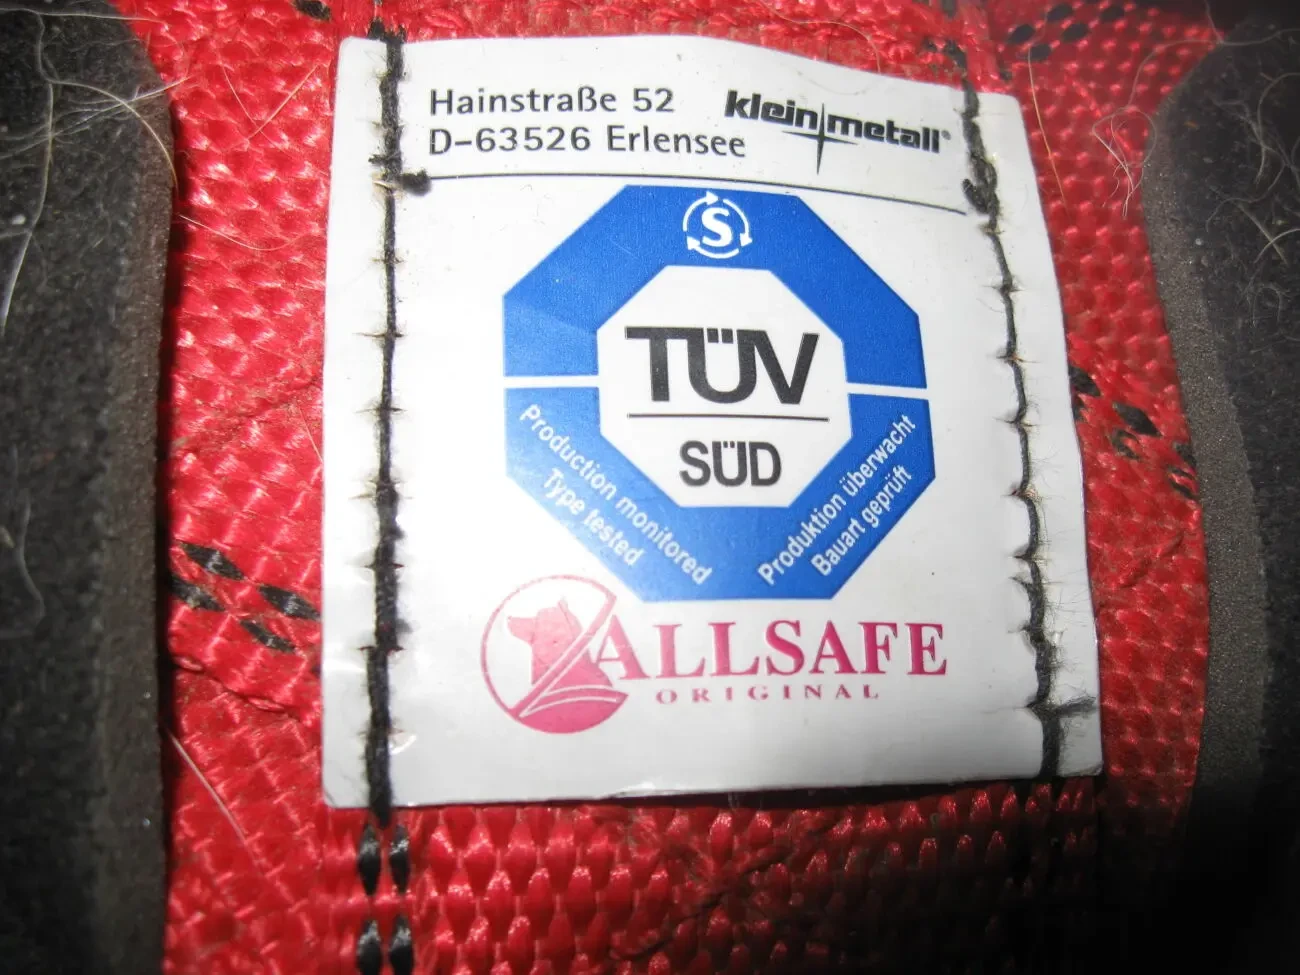 Hainstraße 52
D-63526 Erlensee
klein metall®
S
TÜV
SÜD
Production monitored
Type tested
Produktion überwacht
Bauart geprüft
ALLSAFE
ORIGINAL